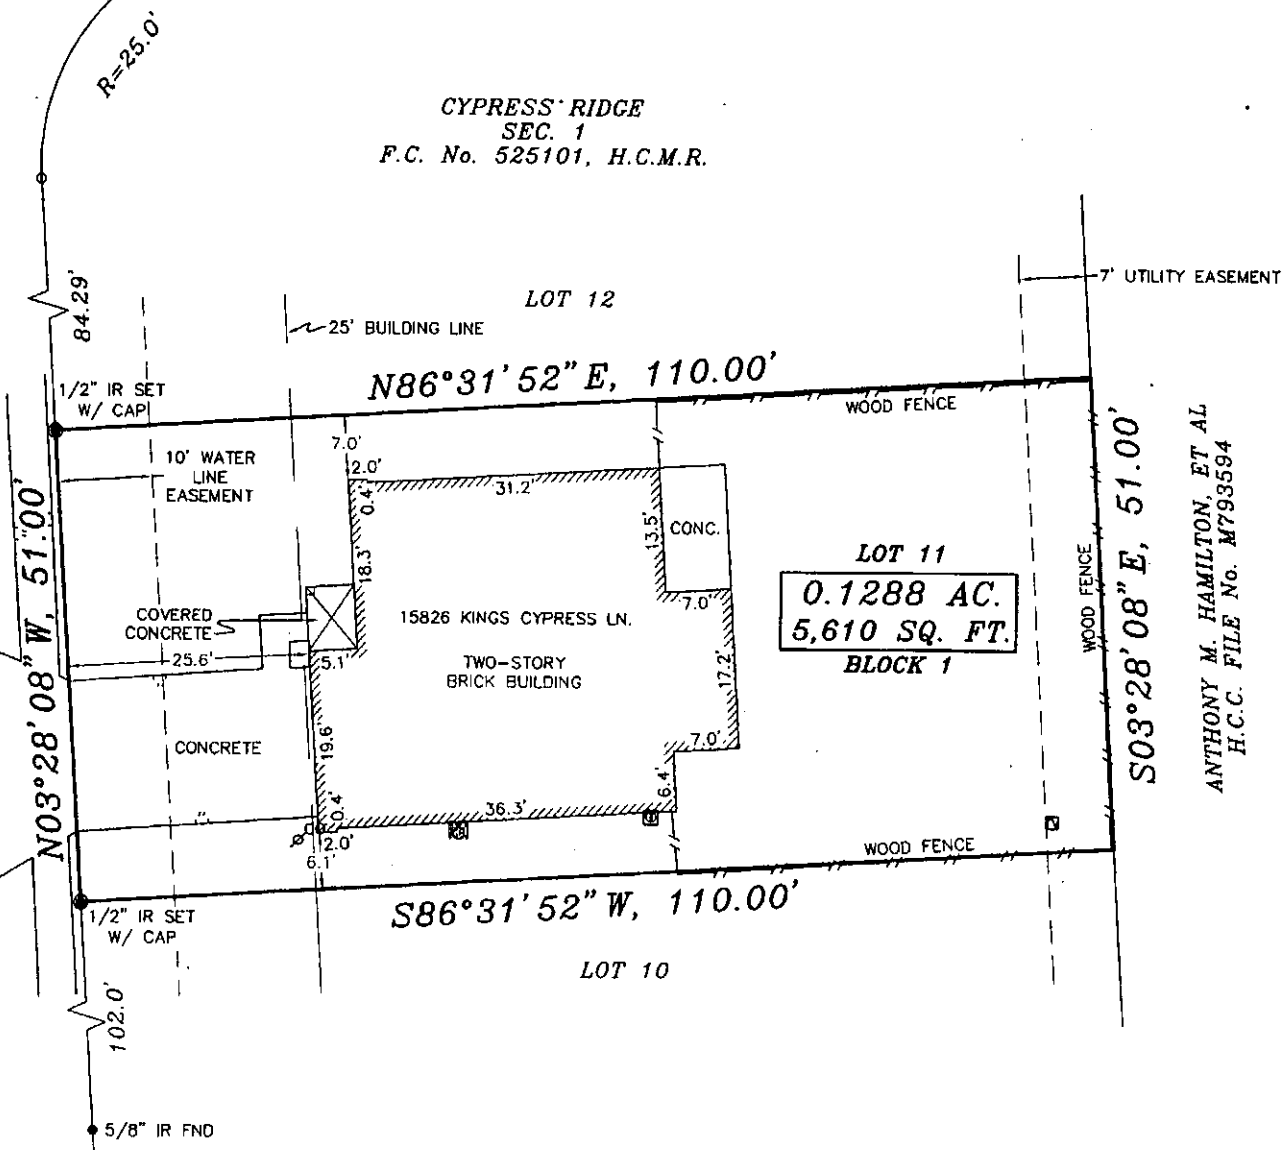 R=25.0'
CYPRESS RIDGE
SEC. 1
F.C. No. 525101, H.C.M.R.
84.29'
LOT 12
7' UTILITY EASEMENT
25' BUILDING LINE
N86°31'52"E, 110.00'
1/2" IR SET
W/ CAP
WOOD FENCE
7.0'
2.0'
10' WATER
LINE
EASEMENT
31.2'
0.4'
13.5'
CONC.
18.3'
N03°28'08"W, 51.00'
S03°28'08"E, 51.00'
WOOD FENCE
ANTHONY M. HAMILTON, ET AL
H.C.C. FILE No. M793594
LOT 11
0.1288 AC.
5,610 SQ. FT.
BLOCK 1
7.0'
COVERED
CONCRETE
15826 KINGS CYPRESS LN.
25.6'
5.1'
TWO-STORY
BRICK BUILDING
17.2'
CONCRETE
19.6'
7.0'
6.4'
0.4'
36.3'
2.0'
6.1'
WOOD FENCE
1/2" IR SET
W/ CAP
S86°31'52"W, 110.00'
LOT 10
102.0'
5/8" IR FND